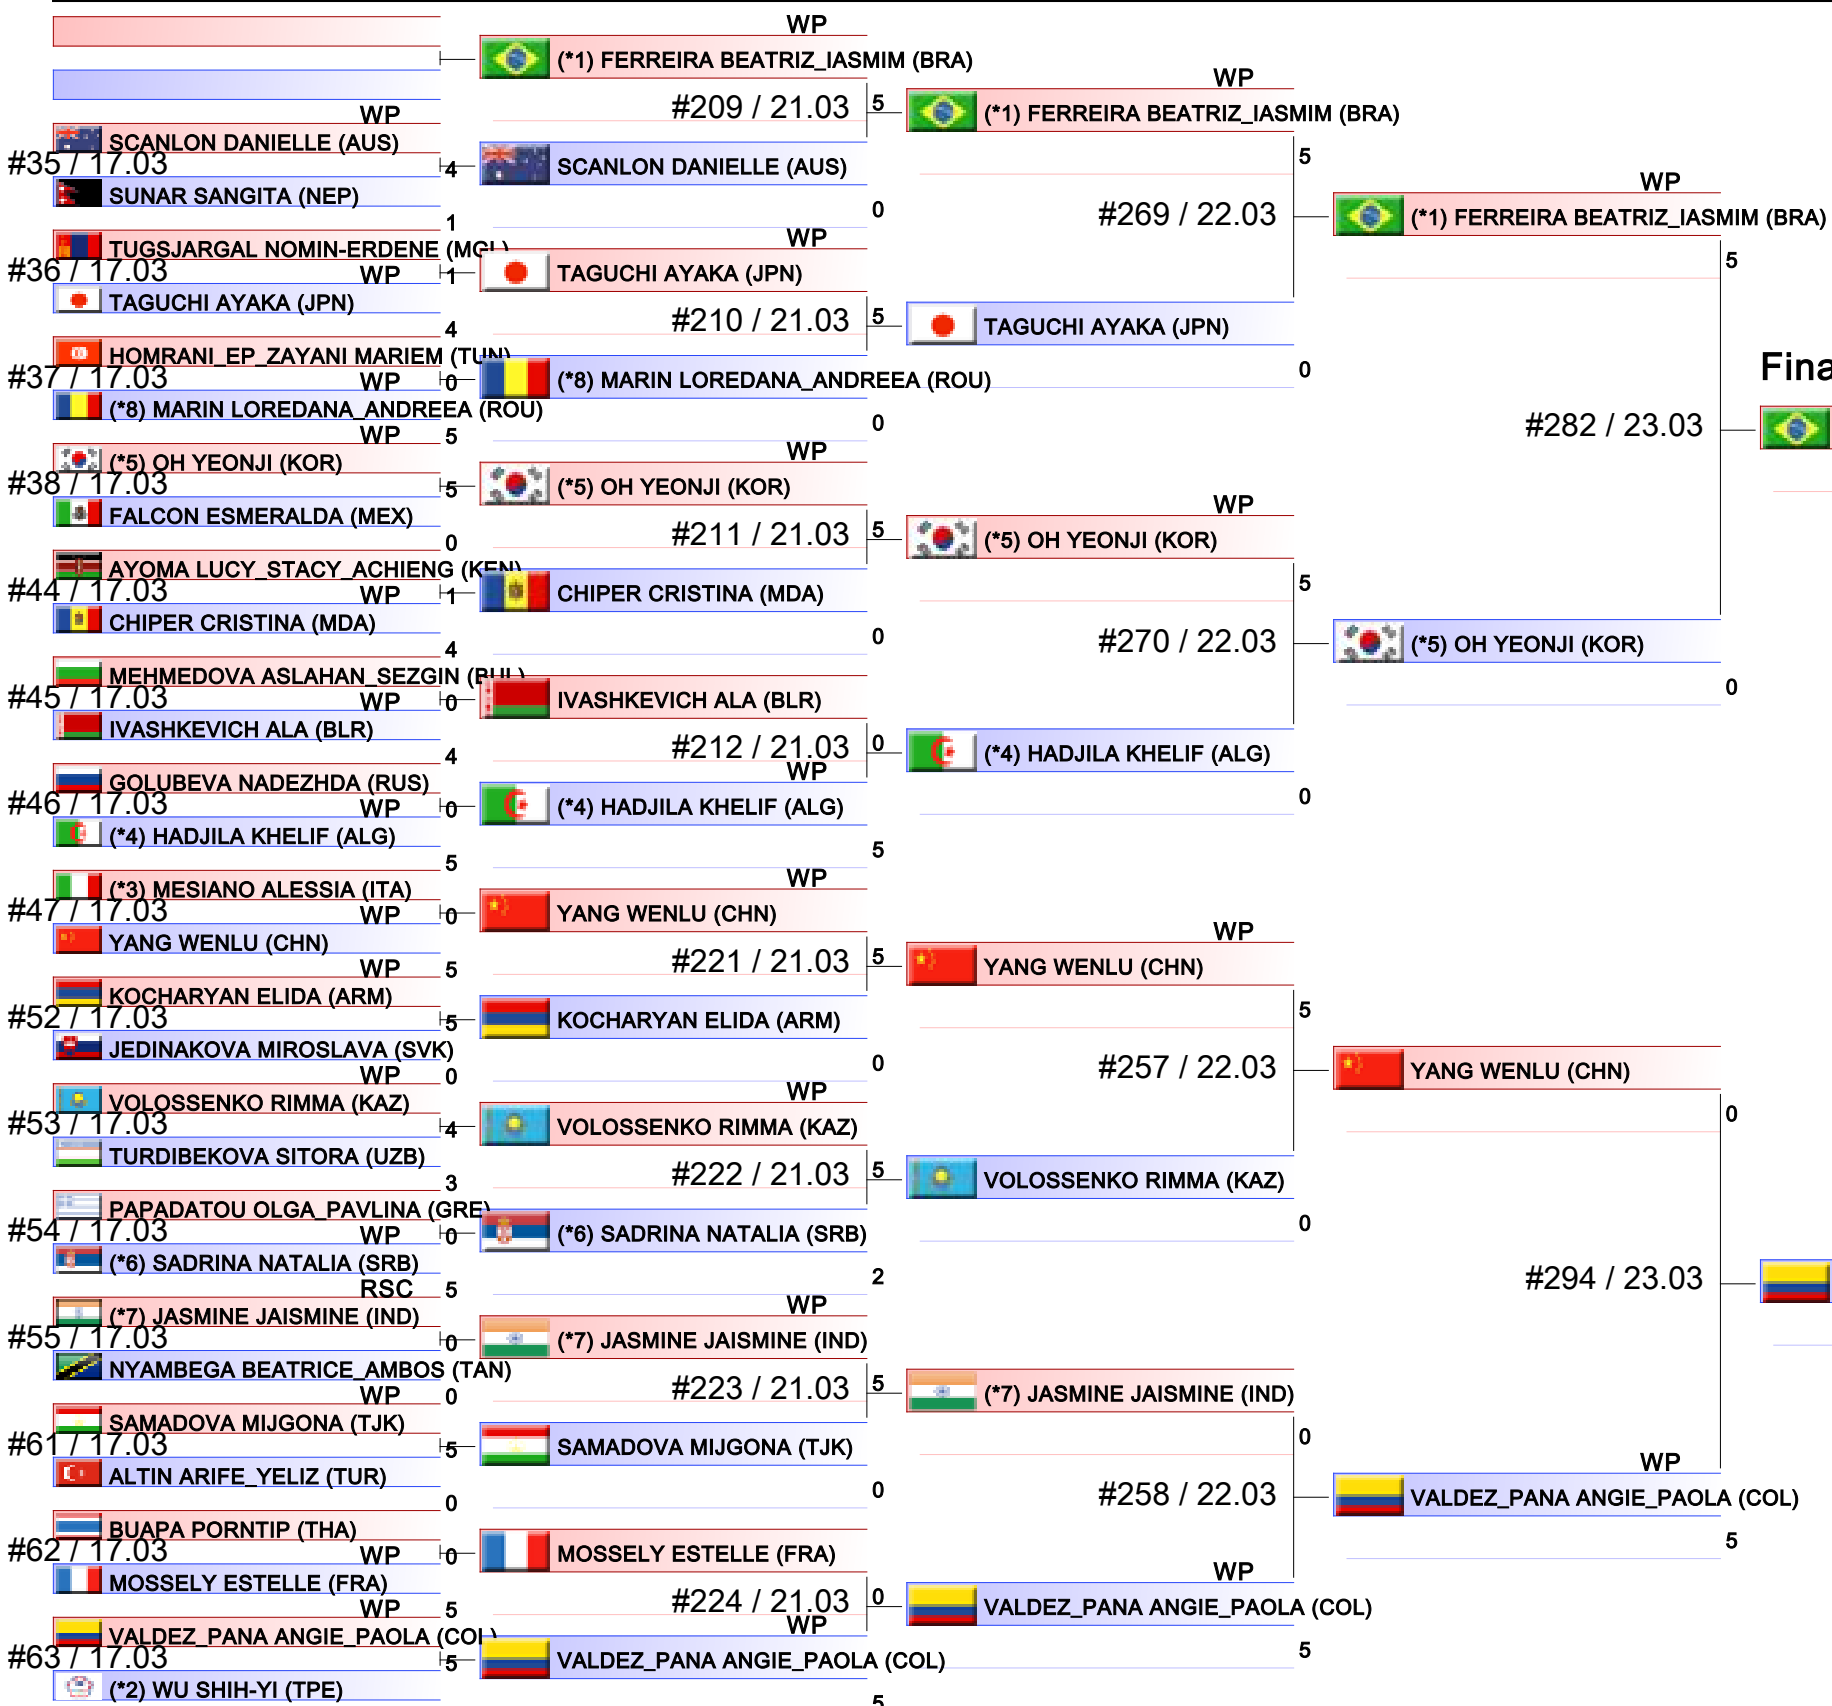 WP
(*1) FERREIRA BEATRIZ_IASMIM (BRA)
#209 / 21.03
5
WP
SCANLON DANIELLE (AUS)
#35 / 17.03
4
SUNAR SANGITA (NEP)
1
SCANLON DANIELLE (AUS)
0
TUGSJARGAL NOMIN-ERDENE (MGL)
#36 / 17.03
WP
1
TAGUCHI AYAKA (JPN)
4
WP
TAGUCHI AYAKA (JPN)
#210 / 21.03
5
HOMRANI_EP_ZAYANI MARIEM (TUN)
#37 / 17.03
WP
0
(*8) MARIN LOREDANA_ANDREEA (ROU)
5
(*8) MARIN LOREDANA_ANDREEA (ROU)
0
WP
(*5) OH YEONJI (KOR)
#38 / 17.03
5
FALCON ESMERALDA (MEX)
0
WP
(*5) OH YEONJI (KOR)
#211 / 21.03
5
AYOMA LUCY_STACY_ACHIENG (KEN)
#44 / 17.03
WP
1
CHIPER CRISTINA (MDA)
4
CHIPER CRISTINA (MDA)
0
MEHMEDOVA ASLAHAN_SEZGIN (BUL)
#45 / 17.03
WP
0
IVASHKEVICH ALA (BLR)
4
IVASHKEVICH ALA (BLR)
#212 / 21.03
0
GOLUBEVA NADEZHDA (RUS)
#46 / 17.03
WP
0
(*4) HADJILA KHELIF (ALG)
5
WP
(*4) HADJILA KHELIF (ALG)
5
(*3) MESIANO ALESSIA (ITA)
#47 / 17.03
WP
0
YANG WENLU (CHN)
5
WP
YANG WENLU (CHN)
#221 / 21.03
5
WP
KOCHARYAN ELIDA (ARM)
#52 / 17.03
5
JEDINAKOVA MIROSLAVA (SVK)
0
KOCHARYAN ELIDA (ARM)
0
WP
VOLOSSENKO RIMMA (KAZ)
#53 / 17.03
4
TURDIBEKOVA SITORA (UZB)
3
WP
VOLOSSENKO RIMMA (KAZ)
#222 / 21.03
5
PAPADATOU OLGA_PAVLINA (GRE)
#54 / 17.03
WP
0
(*6) SADRINA NATALIA (SRB)
5
(*6) SADRINA NATALIA (SRB)
2
RSC
(*7) JASMINE JAISMINE (IND)
#55 / 17.03
0
NYAMBEGA BEATRICE_AMBOS (TAN)
0
WP
(*7) JASMINE JAISMINE (IND)
#223 / 21.03
5
WP
SAMADOVA MIJGONA (TJK)
#61 / 17.03
5
ALTIN ARIFE_YELIZ (TUR)
0
SAMADOVA MIJGONA (TJK)
0
BUAPA PORNTIP (THA)
#62 / 17.03
WP
0
MOSSELY ESTELLE (FRA)
5
MOSSELY ESTELLE (FRA)
#224 / 21.03
0
WP
VALDEZ_PANA ANGIE_PAOLA (COL)
#63 / 17.03
5
(*2) WU SHIH-YI (TPE)
WP
VALDEZ_PANA ANGIE_PAOLA (COL)
5
WP
(*1) FERREIRA BEATRIZ_IASMIM (BRA)
5
#269 / 22.03
TAGUCHI AYAKA (JPN)
0
WP
(*5) OH YEONJI (KOR)
5
#270 / 22.03
(*4) HADJILA KHELIF (ALG)
0
WP
YANG WENLU (CHN)
5
#257 / 22.03
VOLOSSENKO RIMMA (KAZ)
0
(*7) JASMINE JAISMINE (IND)
0
#258 / 22.03
WP
VALDEZ_PANA ANGIE_PAOLA (COL)
5
WP
(*1) FERREIRA BEATRIZ_IASMIM (BRA)
5
#282 / 23.03
(*5) OH YEONJI (KOR)
0
YANG WENLU (CHN)
0
#294 / 23.03
WP
VALDEZ_PANA ANGIE_PAOLA (COL)
5
Fina